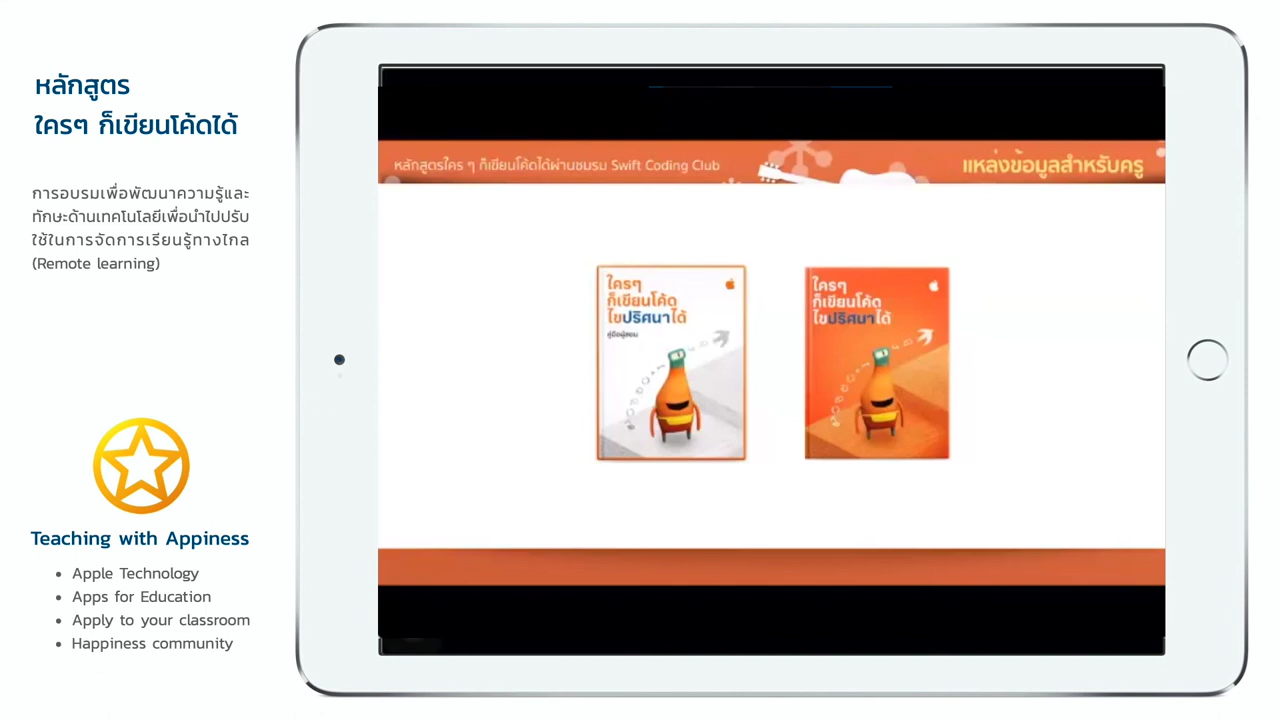 หลักสูตร
ใครๆ ก็เขียนโค้ดได้
การอบรมเพื่อพัฒนาความรู้และ
ทักษะด้านเทคโนโลยีเพื่อนำไปปรับ
ใช้ในการจัดการเรียนรู้ทางไกล
(Remote learning)
Teaching with Appiness
• Apple Technology
• Apps for Education
• Apply to your classroom
• Happiness community
หลักสูตรใคร ๆ ก็เขียนโค้ดได้ผ่านชมรม Swift Coding Club
แหล่งข้อมูลสำหรับครู
ใครๆ
ก็เขียนโค้ด
ไขปริศนาได้
คู่มือผู้สอน
ใครๆ
ก็เขียนโค้ด
ไขปริศนาได้